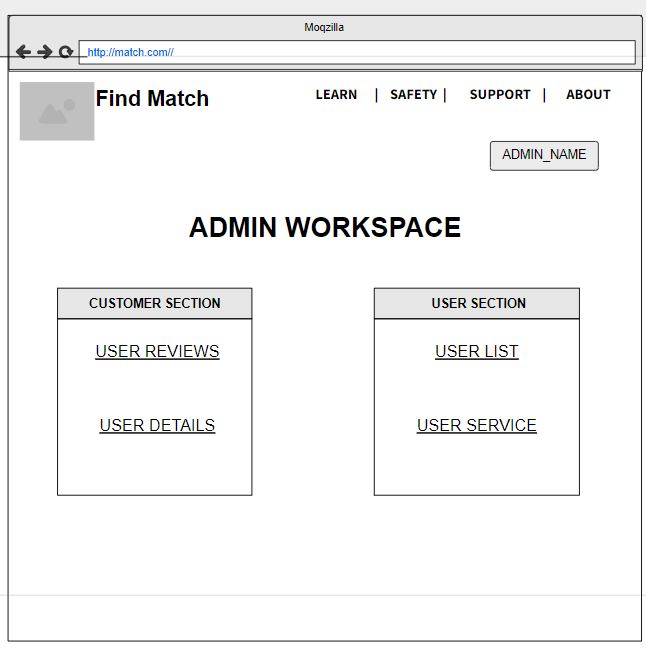 Moqzilla
http://match.com//
Find Match
LEARN | SAFETY | SUPPORT | ABOUT
ADMIN_NAME
ADMIN WORKSPACE
CUSTOMER SECTION
USER REVIEWS
USER DETAILS
USER SECTION
USER LIST
USER SERVICE